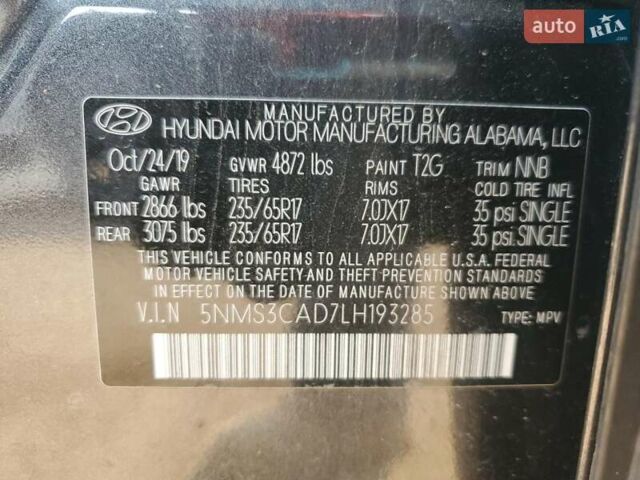 auto RIA .com
MANUFACTURED BY
HYUNDAI MOTOR MANUFACTURING ALABAMA, LLC
Oct/24/19 GVWR 4872 lbs PAINT T2G TRIM NNB
GAWR TIRES RIMS COLD TIRE INFL
FRONT 2866 lbs 235/65R17 7.0JX17 35 psi SINGLE
REAR 3075 lbs 235/65R17 7.0JX17 35 psi SINGLE
THIS VEHICLE CONFORMS TO ALL APPLICABLE U.S.A. FEDERAL
MOTOR VEHICLE SAFETY AND THEFT PREVENTION STANDARDS
IN EFFECT ON THE DATE OF MANUFACTURE SHOWN ABOVE.
V.I.N 5NMS3CAD7LH193285 TYPE: MPV